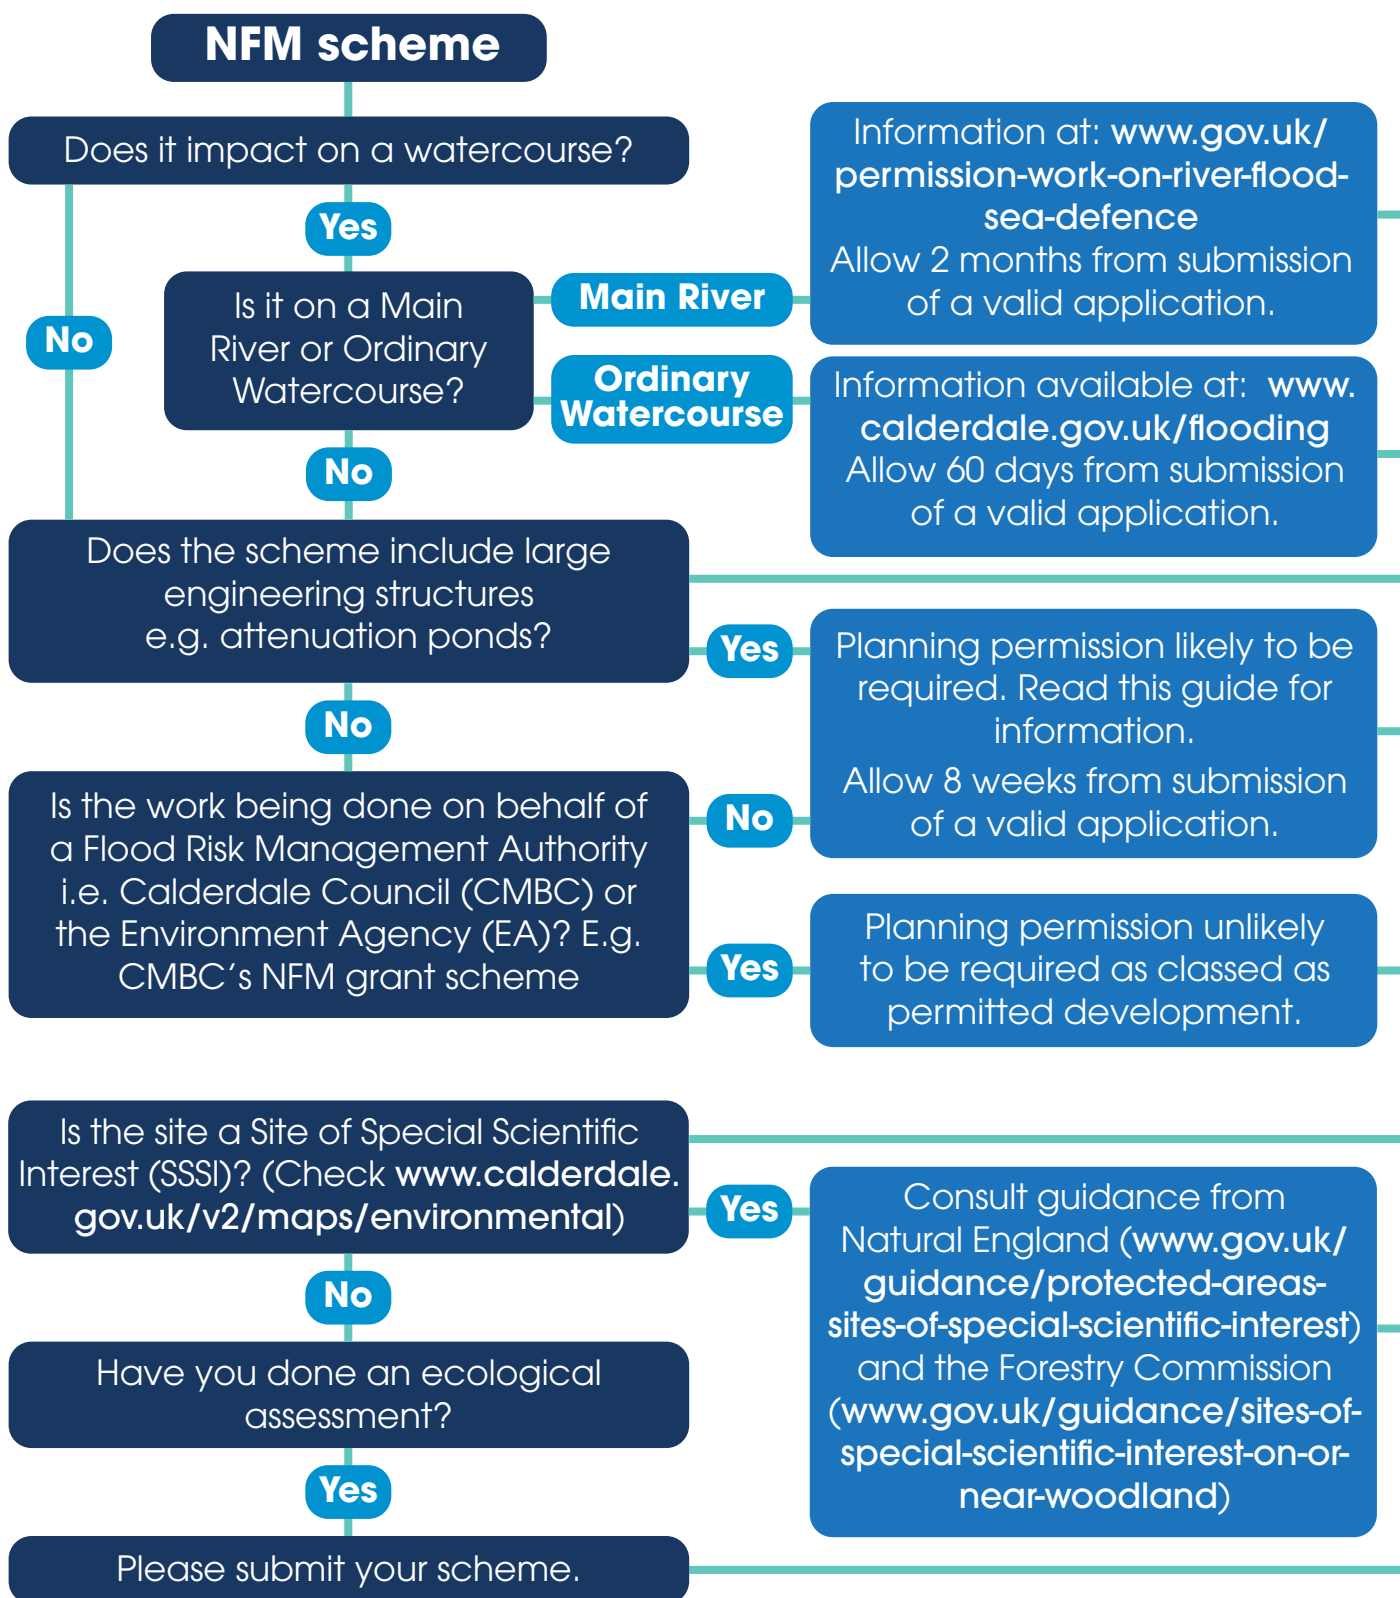 NFM scheme
Does it impact on a watercourse?
Yes
No
Is it on a Main
River or Ordinary
Watercourse?
Main River
Information at: www.gov.uk/
permission-work-on-river-flood-
sea-defence
Allow 2 months from submission
of a valid application.
Ordinary
Watercourse
Information available at: www.
calderdale.gov.uk/flooding
Allow 60 days from submission
of a valid application.
No
Does the scheme include large
engineering structures
e.g. attenuation ponds?
Yes
Planning permission likely to be
required. Read this guide for
information.
Allow 8 weeks from submission
of a valid application.
No
Is the work being done on behalf of
a Flood Risk Management Authority
i.e. Calderdale Council (CMBC) or
the Environment Agency (EA)? E.g.
CMBC's NFM grant scheme
No
Yes
Planning permission unlikely
to be required as classed as
permitted development.
Is the site a Site of Special Scientific
Interest (SSSI)? (Check www.calderdale.
gov.uk/v2/maps/environmental)
Yes
Consult guidance from
Natural England (www.gov.uk/
guidance/protected-areas-
sites-of-special-scientific-interest)
and the Forestry Commission
(www.gov.uk/guidance/sites-of-
special-scientific-interest-on-or-
near-woodland)
No
Have you done an ecological
assessment?
Yes
Please submit your scheme.